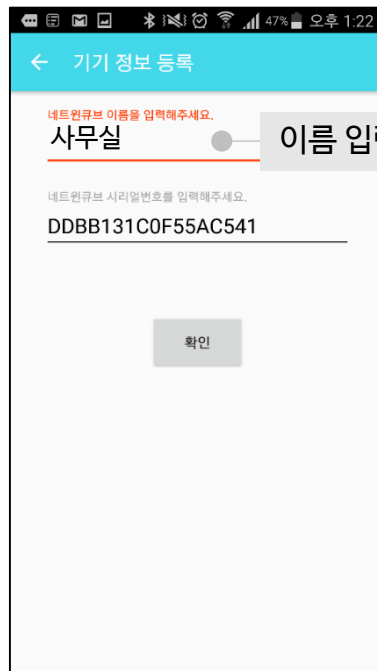 47% 오후 1:22
기기 정보 등록
네트윈큐브 이름을 입력해주세요.
사무실
이름 입력
네트윈큐브 시리얼번호를 입력해주세요.
DDBB131C0F55AC541
확인